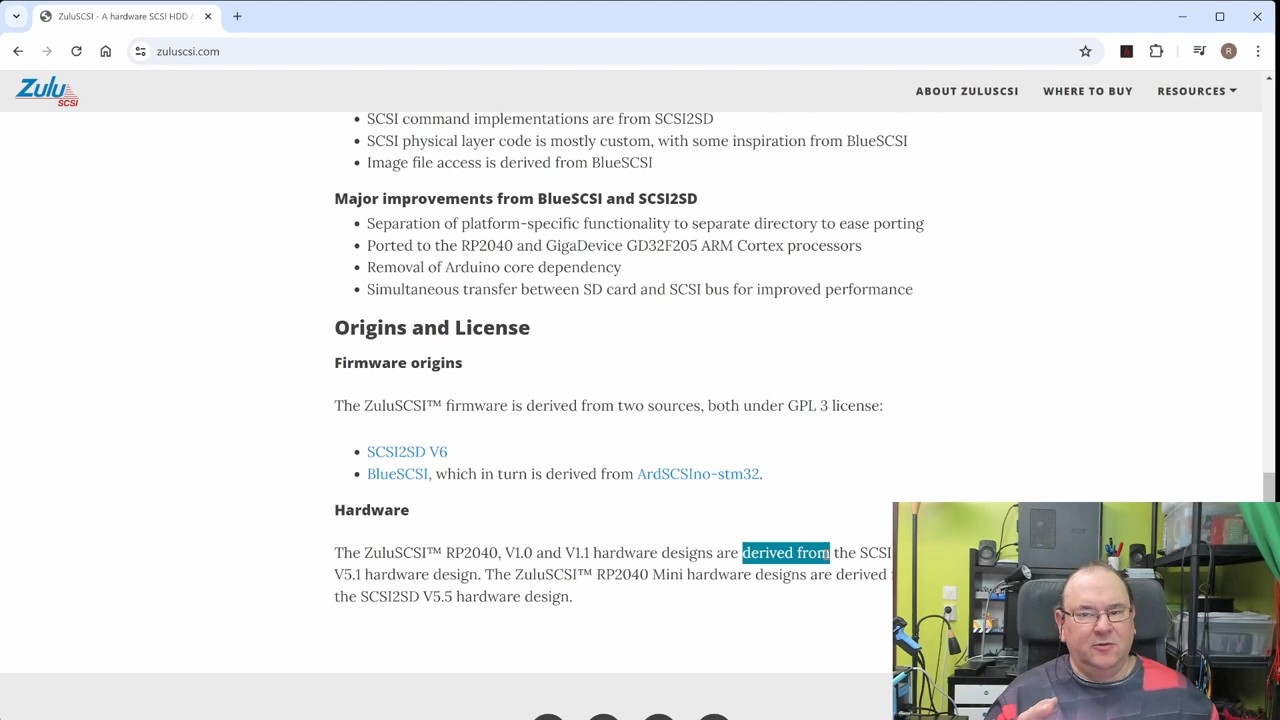 ZuluSCSI - A hardware SCSI HDD
zuluscsi.com
R
Zulu
SCSI
ABOUT ZULUSCSI
WHERE TO BUY
RESOURCES
SCSI command implementations are from SCSI2SD
SCSI physical layer code is mostly custom, with some inspiration from BlueSCSI
Image file access is derived from BlueSCSI
Major improvements from BlueSCSI and SCSI2SD
Separation of platform-specific functionality to separate directory to ease porting
Ported to the RP2040 and GigaDevice GD32F205 ARM Cortex processors
Removal of Arduino core dependency
Simultaneous transfer between SD card and SCSI bus for improved performance
Origins and License
Firmware origins
The ZuluSCSI™ firmware is derived from two sources, both under GPL 3 license:
SCSI2SD V6
BlueSCSI, which in turn is derived from ArdSCSIno-stm32.
Hardware
The ZuluSCSI™ RP2040, V1.0 and V1.1 hardware designs are derived from the SCSI
V5.1 hardware design. The ZuluSCSI™ RP2040 Mini hardware designs are derived
the SCSI2SD V5.5 hardware design.